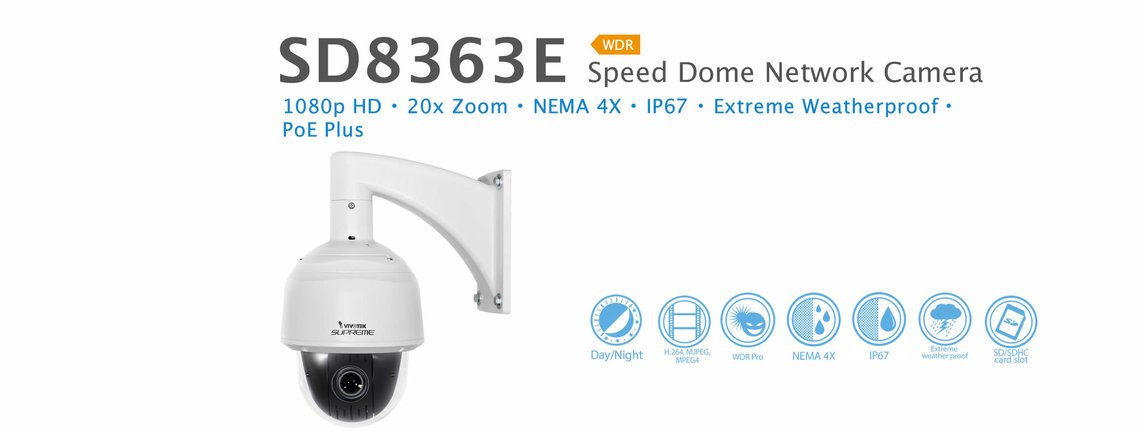 WDR
SD8363E Speed Dome Network Camera
1080p HD • 20x Zoom • NEMA 4X • IP67 • Extreme Weatherproof •
PoE Plus
VIVOTEK
SUPREME
Day/Night
H.264, MJPEG,
MPEG4
WDR Pro
NEMA 4X
IP67
Extreme
weather proof
SD
SD/SDHC
card slot